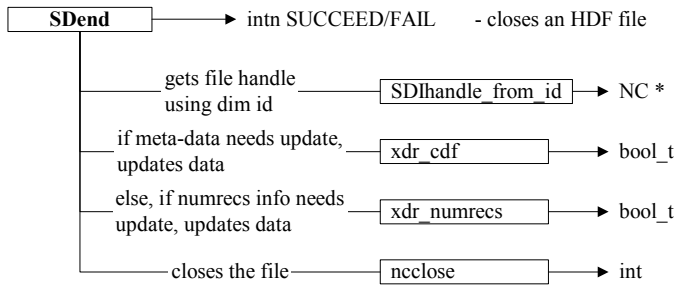 SDend intn SUCCEED/FAIL - closes an HDF file
gets file handle
using dim id
SDIhandle_from_id NC *
if meta-data needs update,
updates data
xdr_cdf bool_t
else, if numrecs info needs
update, updates data
xdr_numrecs bool_t
closes the file ncclose int